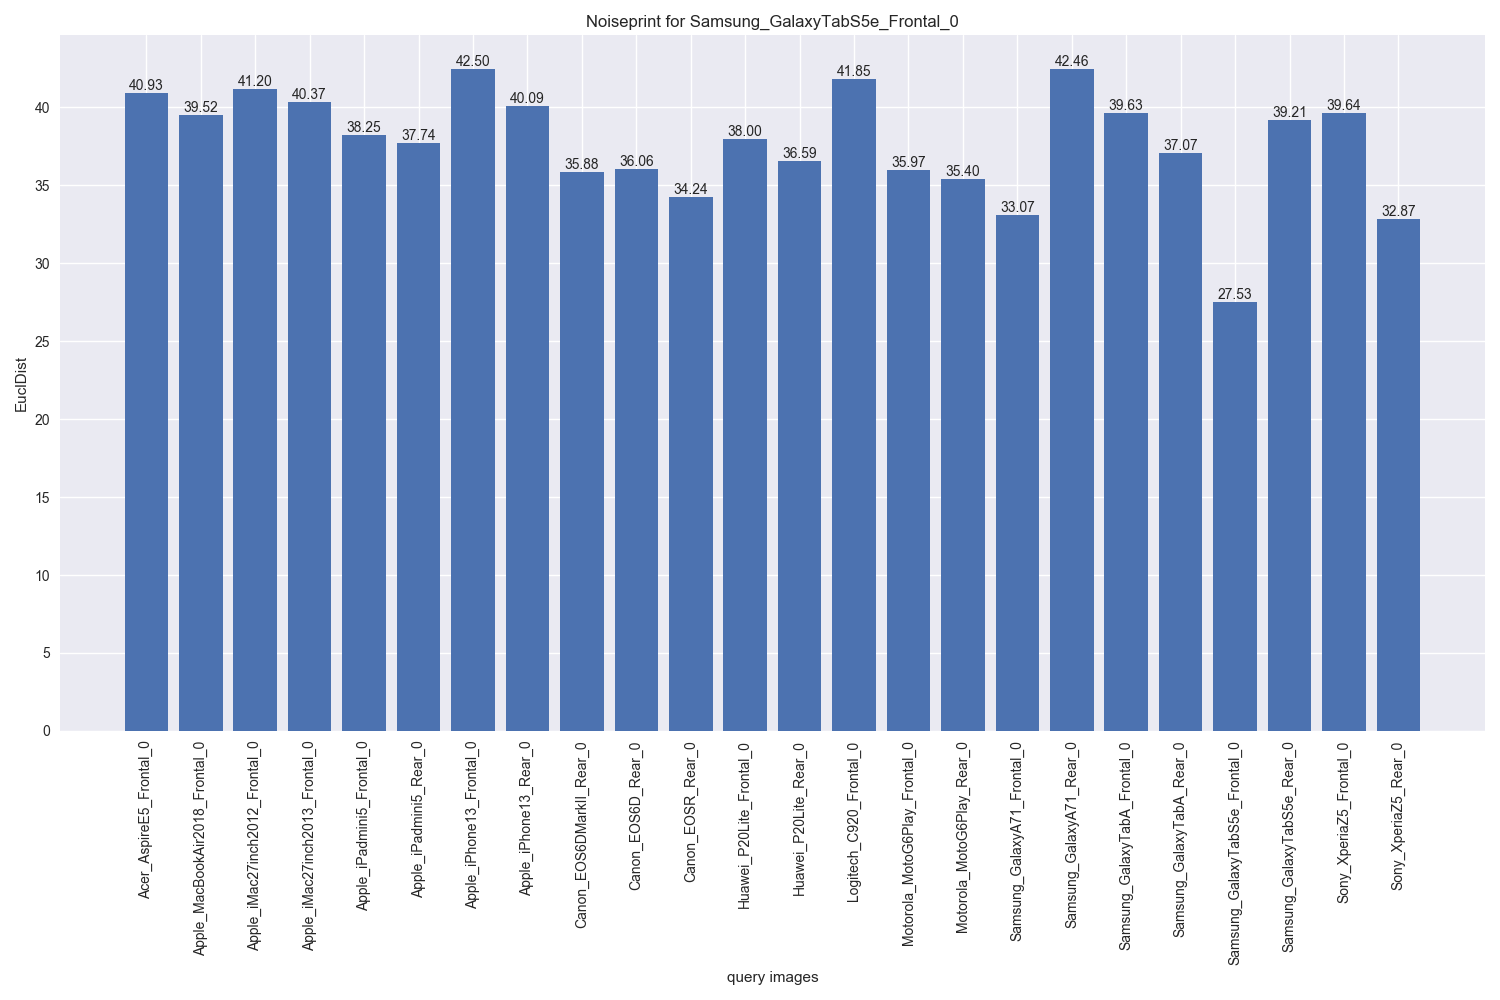 Noiseprint for Samsung_GalaxyTabS5e_Frontal_0
EuclDist
40
35
30
25
20
15
10
5
0
40.93
39.52
41.20
40.37
38.25
37.74
42.50
40.09
35.88
36.06
34.24
38.00
36.59
41.85
35.97
35.40
33.07
42.46
39.63
37.07
27.53
39.21
39.64
32.87
Acer_AspireE5_Frontal_0
Apple_MacBookAir2018_Frontal_0
Apple_iMac27inch2012_Frontal_0
Apple_iMac27inch2013_Frontal_0
Apple_iPadmini5_Frontal_0
Apple_iPadmini5_Rear_0
Apple_iPhone13_Frontal_0
Apple_iPhone13_Rear_0
Canon_EOS6DMarkII_Rear_0
Canon_EOS6D_Rear_0
Canon_EOSR_Rear_0
Huawei_P20Lite_Frontal_0
Huawei_P20Lite_Rear_0
Logitech_C920_Frontal_0
Motorola_MotoG6Play_Frontal_0
Motorola_MotoG6Play_Rear_0
Samsung_GalaxyA71_Frontal_0
Samsung_GalaxyA71_Rear_0
Samsung_GalaxyTabA_Frontal_0
Samsung_GalaxyTabA_Rear_0
Samsung_GalaxyTabS5e_Frontal_0
Samsung_GalaxyTabS5e_Rear_0
Sony_XperiaZ5_Frontal_0
Sony_XperiaZ5_Rear_0
query images